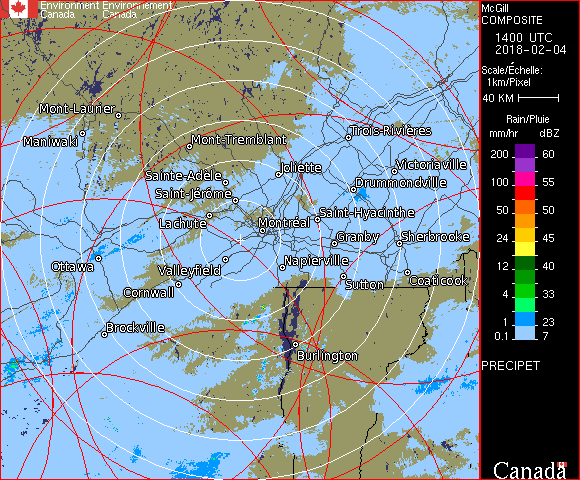 Environment Environnement
Canada Canada
McGill
COMPOSITE
1400 UTC
2018-02-04
Scale/Échelle:
1km/Pixel
40 KM
Rain/Pluie
mm/hr dBZ
200 60
100 55
50 50
24 45
12 40
4 33
1 23
0.1 7
PRECIPET
Canada
Mont-Laurier
Maniwaki
Mont-Tremblant
Trois-Rivières
Joliette
Victoriaville
Sainte-Adèle
Drummondville
Saint-Jérôme
Saint-Hyacinthe
Lachute
Montréal
Granby
Sherbrooke
Ottawa
Valleyfield
Napierville
Cornwall
Sutton
Coaticook
Brockville
Burlington